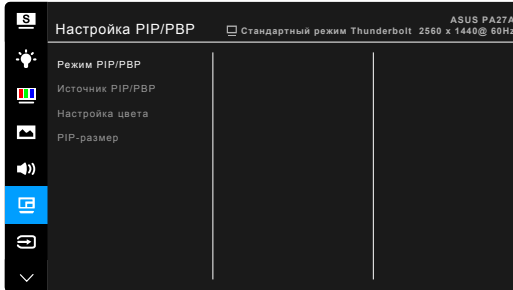 S
Настройка PIP/PBP
ASUS PA27A
Стандартный режим Thunderbolt 2560 x 1440@ 60Hz
Режим PIP/PBP
Источник PIP/PBP
Настройка цвета
PIP-размер